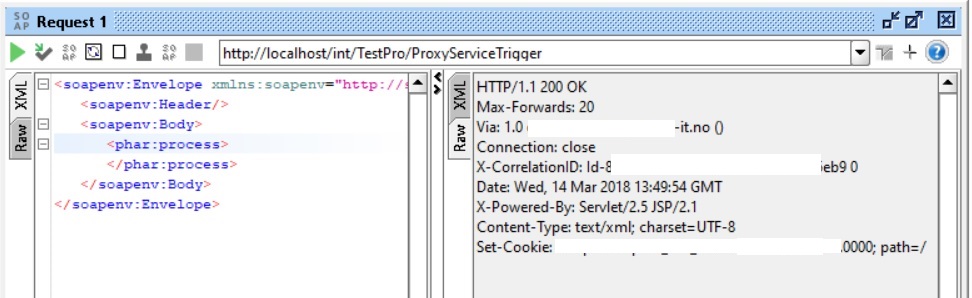 SO
AP
Request 1
http://localhost/int/TestPro/ProxyServiceTrigger
XML
Raw
<soapenv:Envelope xmlns:soapenv="http://
<soapenv:Header/>
<soapenv:Body>
<phar:process>
</phar:process>
</soapenv:Body>
</soapenv:Envelope>
XML
Raw
HTTP/1.1 200 OK
Max-Forwards: 20
Via: 1.0 -it.no ()
Connection: close
X-CorrelationID: Id-8 eb9 0
Date: Wed, 14 Mar 2018 13:49:54 GMT
X-Powered-By: Servlet/2.5 JSP/2.1
Content-Type: text/xml; charset=UTF-8
Set-Cookie: .0000; path=/